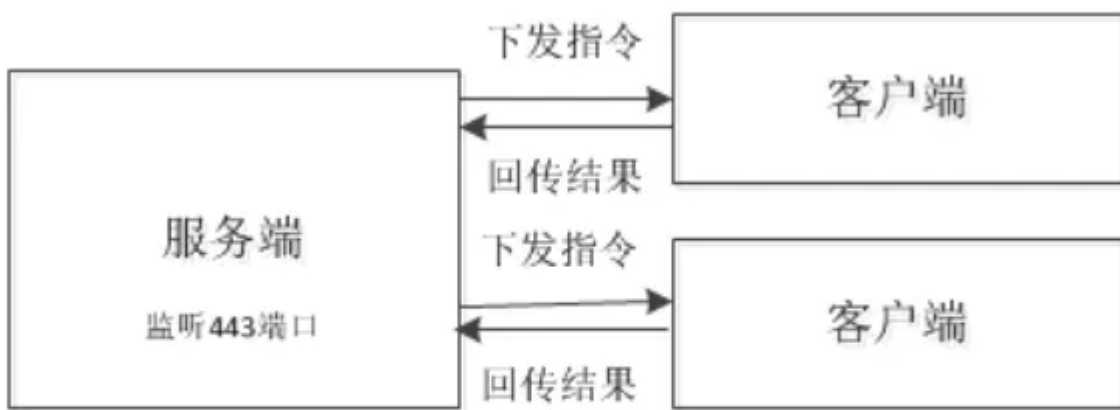 下发指令
客户端
回传结果
服务端
监听443端口
下发指令
客户端
回传结果